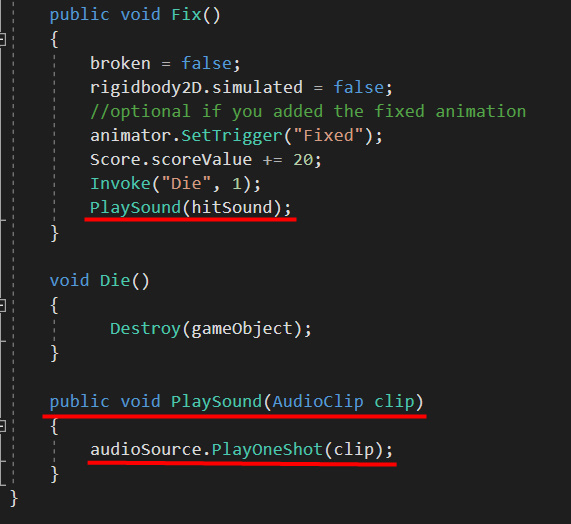 public void Fix()
{
broken = false;
rigidbody2D.simulated = false;
//optional if you added the fixed animation
animator.SetTrigger("Fixed");
Score.scoreValue += 20;
Invoke("Die", 1);
PlaySound(hitSound);
}
void Die()
{
Destroy(gameObject);
}
public void PlaySound(AudioClip clip)
{
audioSource.PlayOneShot(clip);
}
}